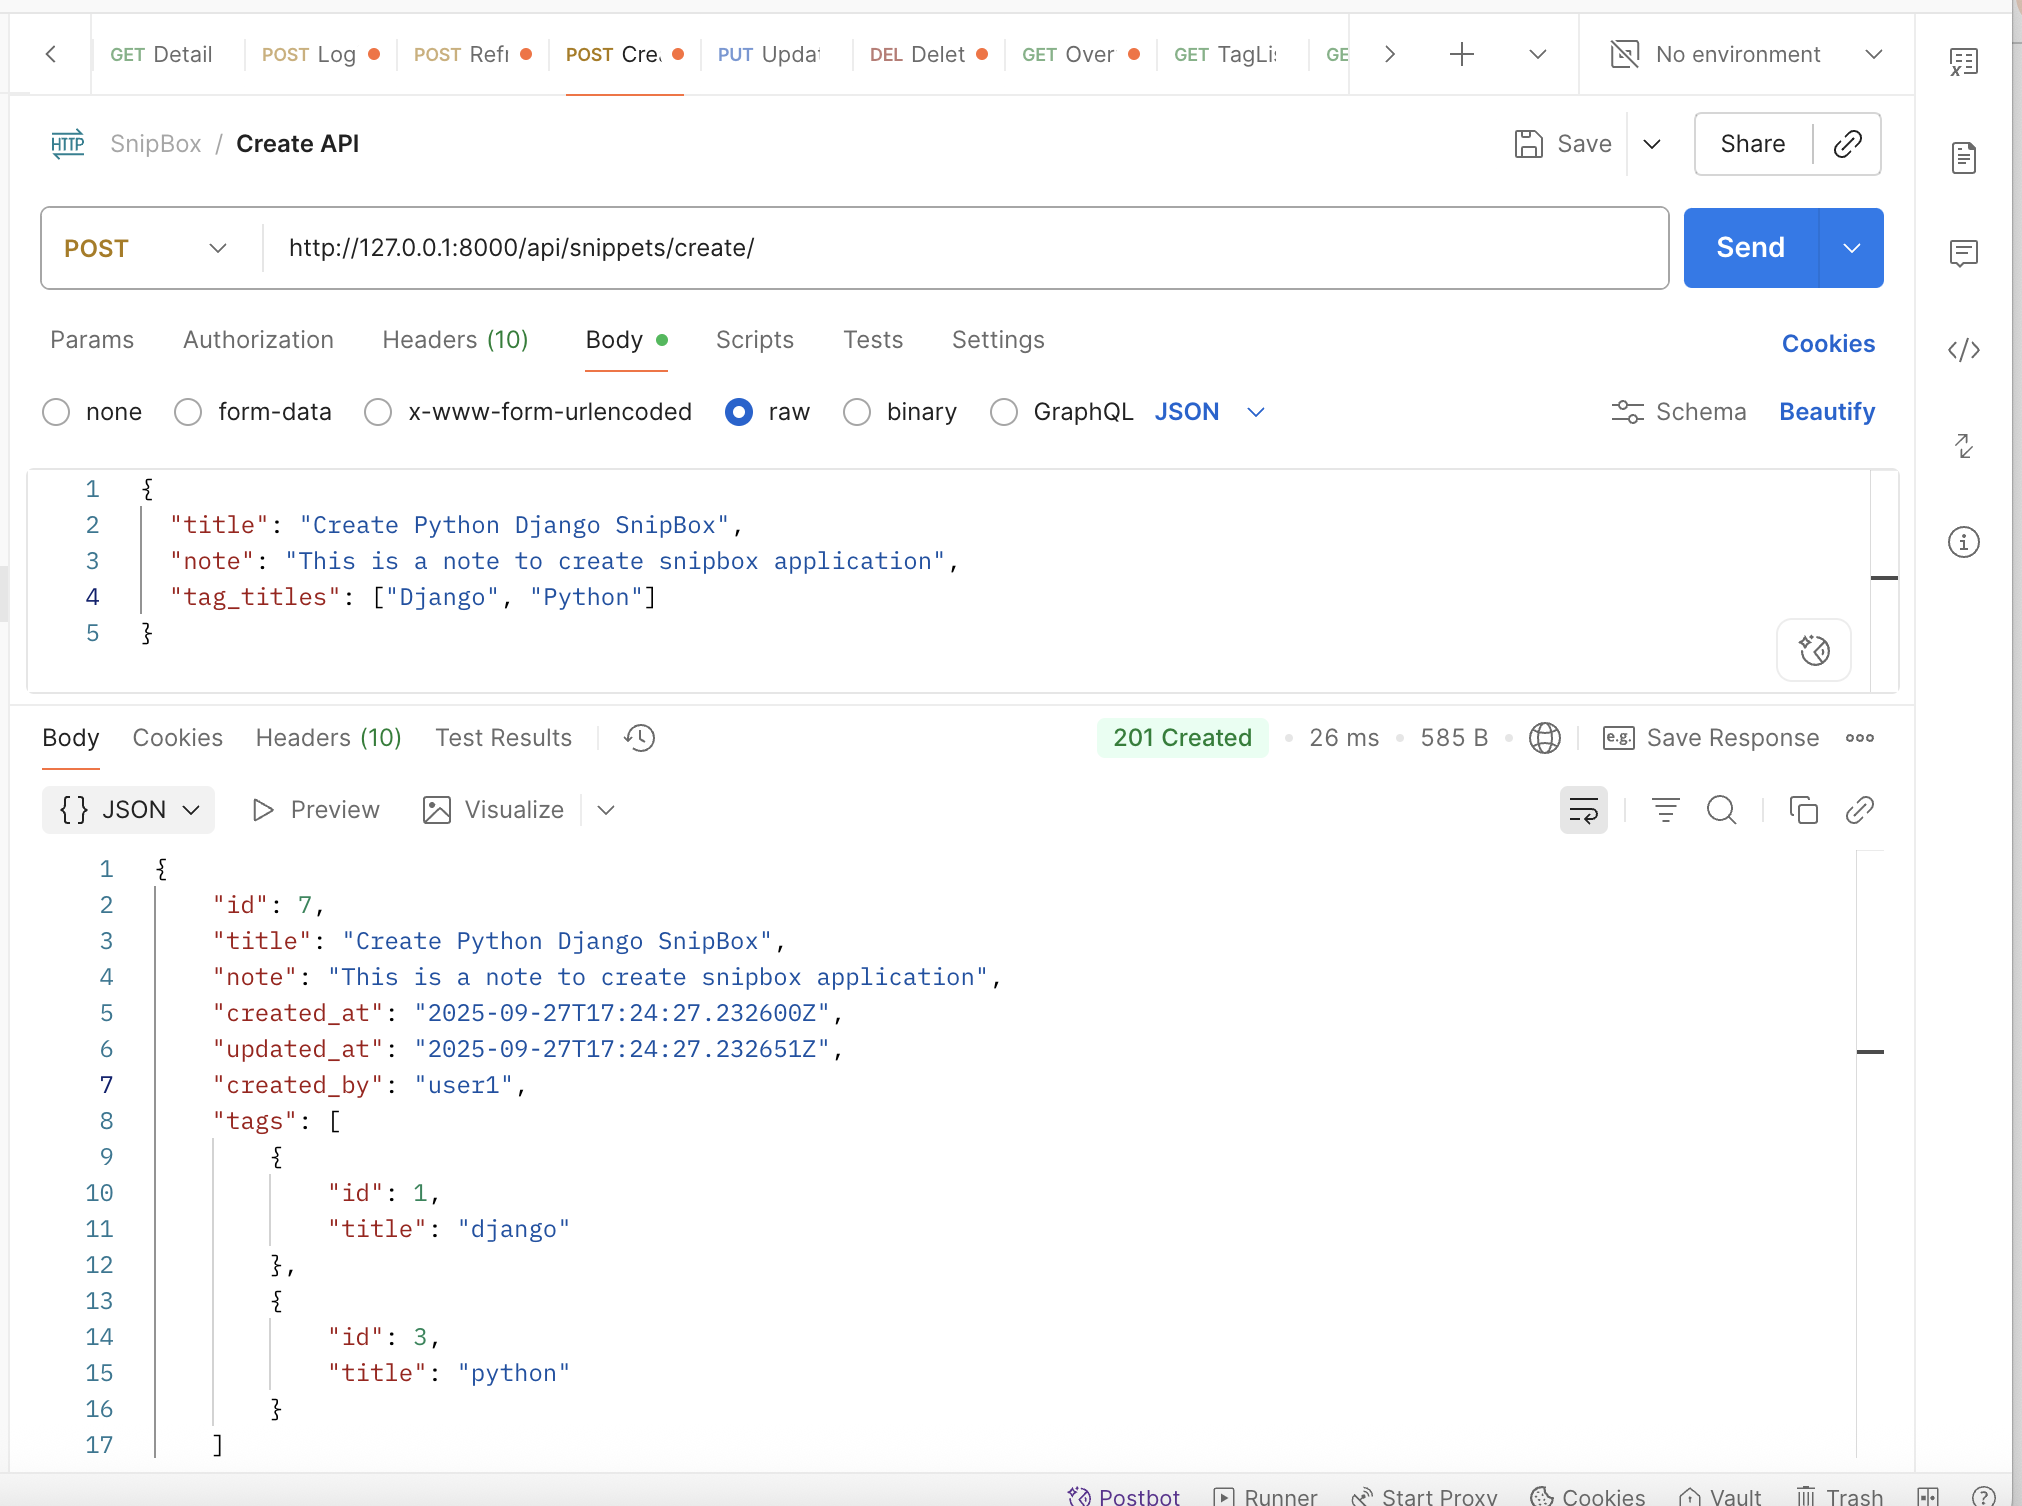 GET Detail POST Log POST Refr POST Cre PUT Updat DEL Delet GET Over GET TagLis GE No environment
HTTP SnipBox / Create API Save Share
POST http://127.0.0.1:8000/api/snippets/create/ Send
Params Authorization Headers (10) Body Scripts Tests Settings Cookies
none form-data x-www-form-urlencoded raw binary GraphQL JSON Schema Beautify
1 {
2 "title": "Create Python Django SnipBox",
3 "note": "This is a note to create snipbox application",
4 "tag_titles": ["Django", "Python"]
5 }
Body Cookies Headers (10) Test Results 201 Created • 26 ms • 585 B • e.g. Save Response
{} JSON Preview Visualize
1 {
2 "id": 7,
3 "title": "Create Python Django SnipBox",
4 "note": "This is a note to create snipbox application",
5 "created_at": "2025-09-27T17:24:27.232600Z",
6 "updated_at": "2025-09-27T17:24:27.232651Z",
7 "created_by": "user1",
8 "tags": [
9 {
10 "id": 1,
11 "title": "django"
12 },
13 {
14 "id": 3,
15 "title": "python"
16 }
17 ]
Postbot Runner Start Proxy Cookies Vault Trash